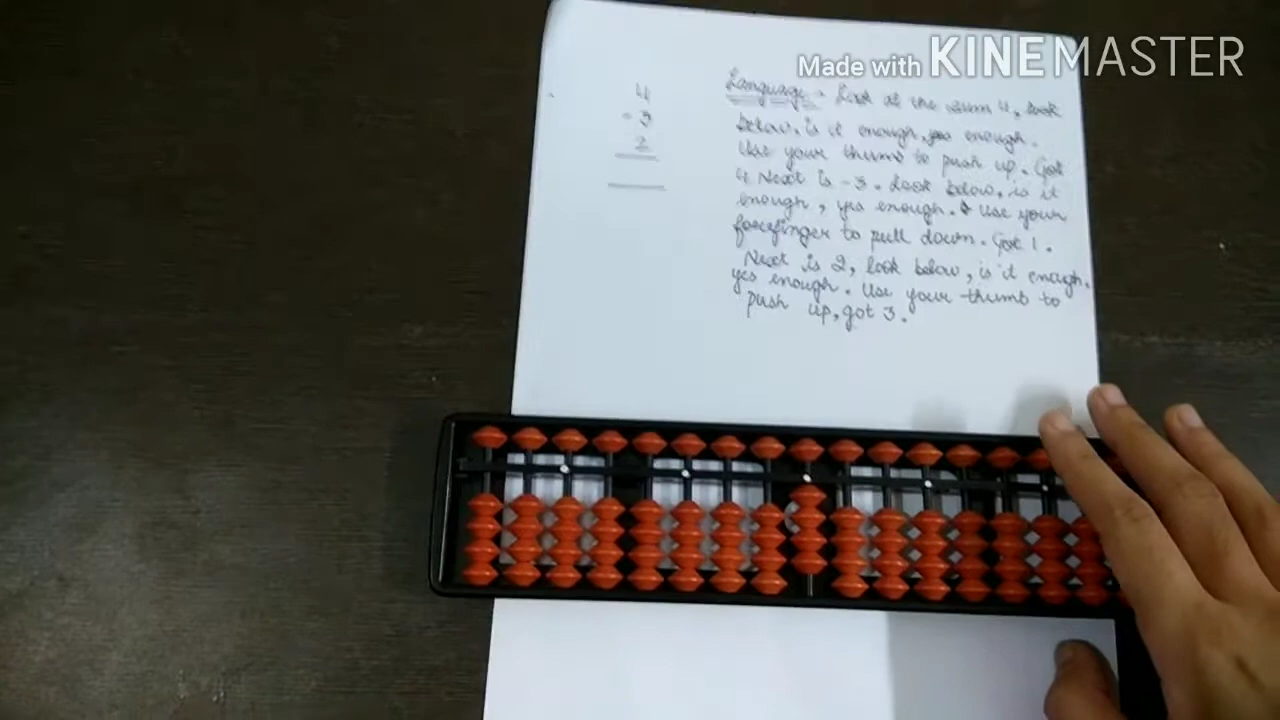 Made with KINEMASTER
4
- 3
2
Language - Look at the sum 4, look
below, is it enough, yes enough.
Use your thumb to push up. Got
4. Next is -3. Look below, is it
enough, yes enough. Use your
forefinger to pull down. Got 1.
Next is 2, look below, is it enough.
yes enough. Use your thumb to
push up, got 3.